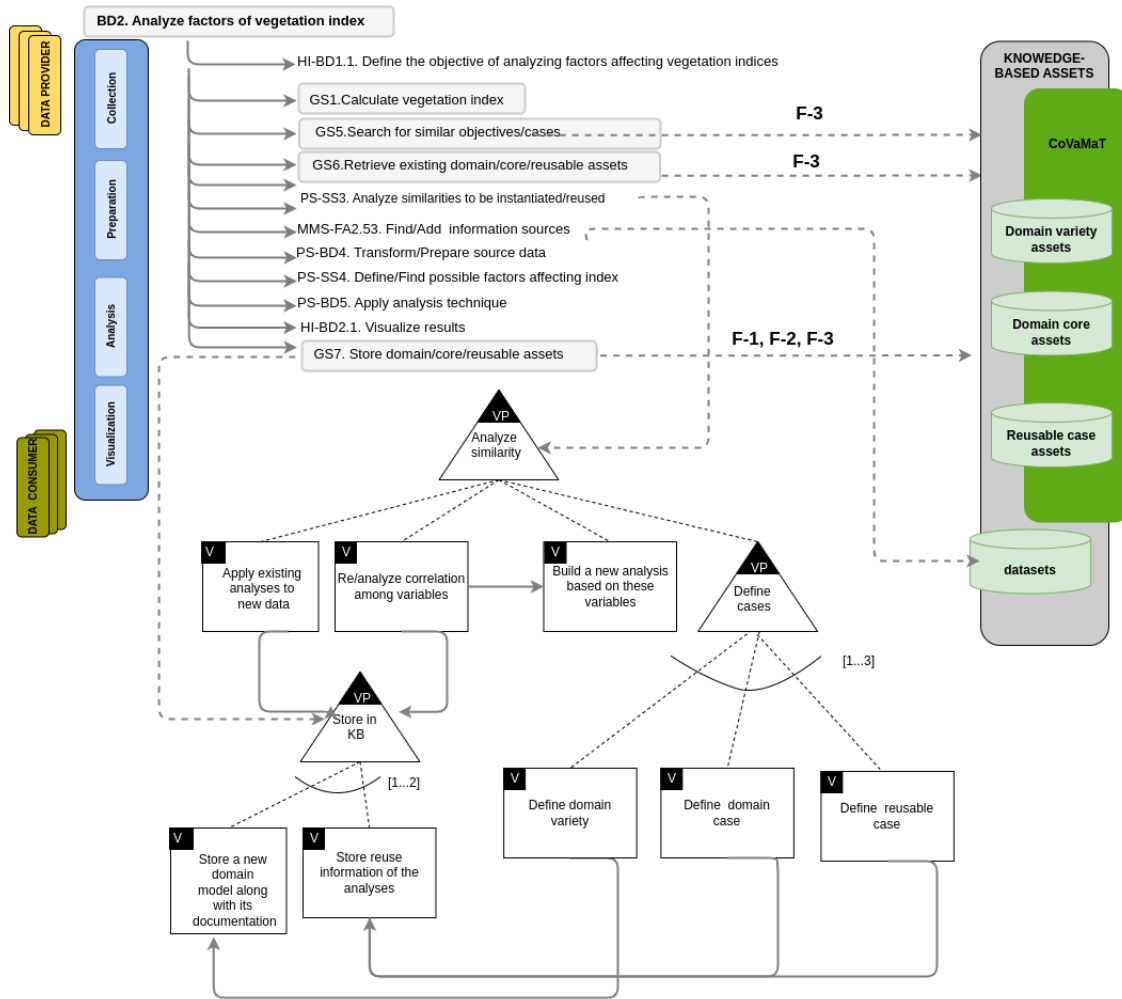 BD2. Analyze factors of vegetation index
DATA PROVIDER
Collection
Preparation
Analysis
Visualization
DATA CONSUMER
HI-BD1.1. Define the objective of analyzing factors affecting vegetation indices
GS1.Calculate vegetation index
GS5.Search for similar objectives/cases
GS6.Retrieve existing domain/core/reusable assets
PS-SS3. Analyze similarities to be instantiated/reused
MMS-FA2.53. Find/Add information sources
PS-BD4. Transform/Prepare source data
PS-SS4. Define/Find possible factors affecting index
PS-BD5. Apply analysis technique
HI-BD2.1. Visualize results
GS7. Store domain/core/reusable assets
F-3
F-3
F-1, F-2, F-3
KNOWLEDGE-
BASED ASSETS
CoVaMaT
Domain variety
assets
Domain core
assets
Reusable case
assets
datasets
VP
Analyze
similarity
V
Apply existing
analyses to
new data
V
Re/analyze correlation
among variables
V
Build a new analysis
based on these
variables
VP
Define
cases
[1...3]
VP
Store in
KB
[1...2]
V
Define domain
variety
V
Define domain
case
V
Define reusable
case
V
Store a new
domain
model along
with its
documentation
V
Store reuse
information of the
analyses